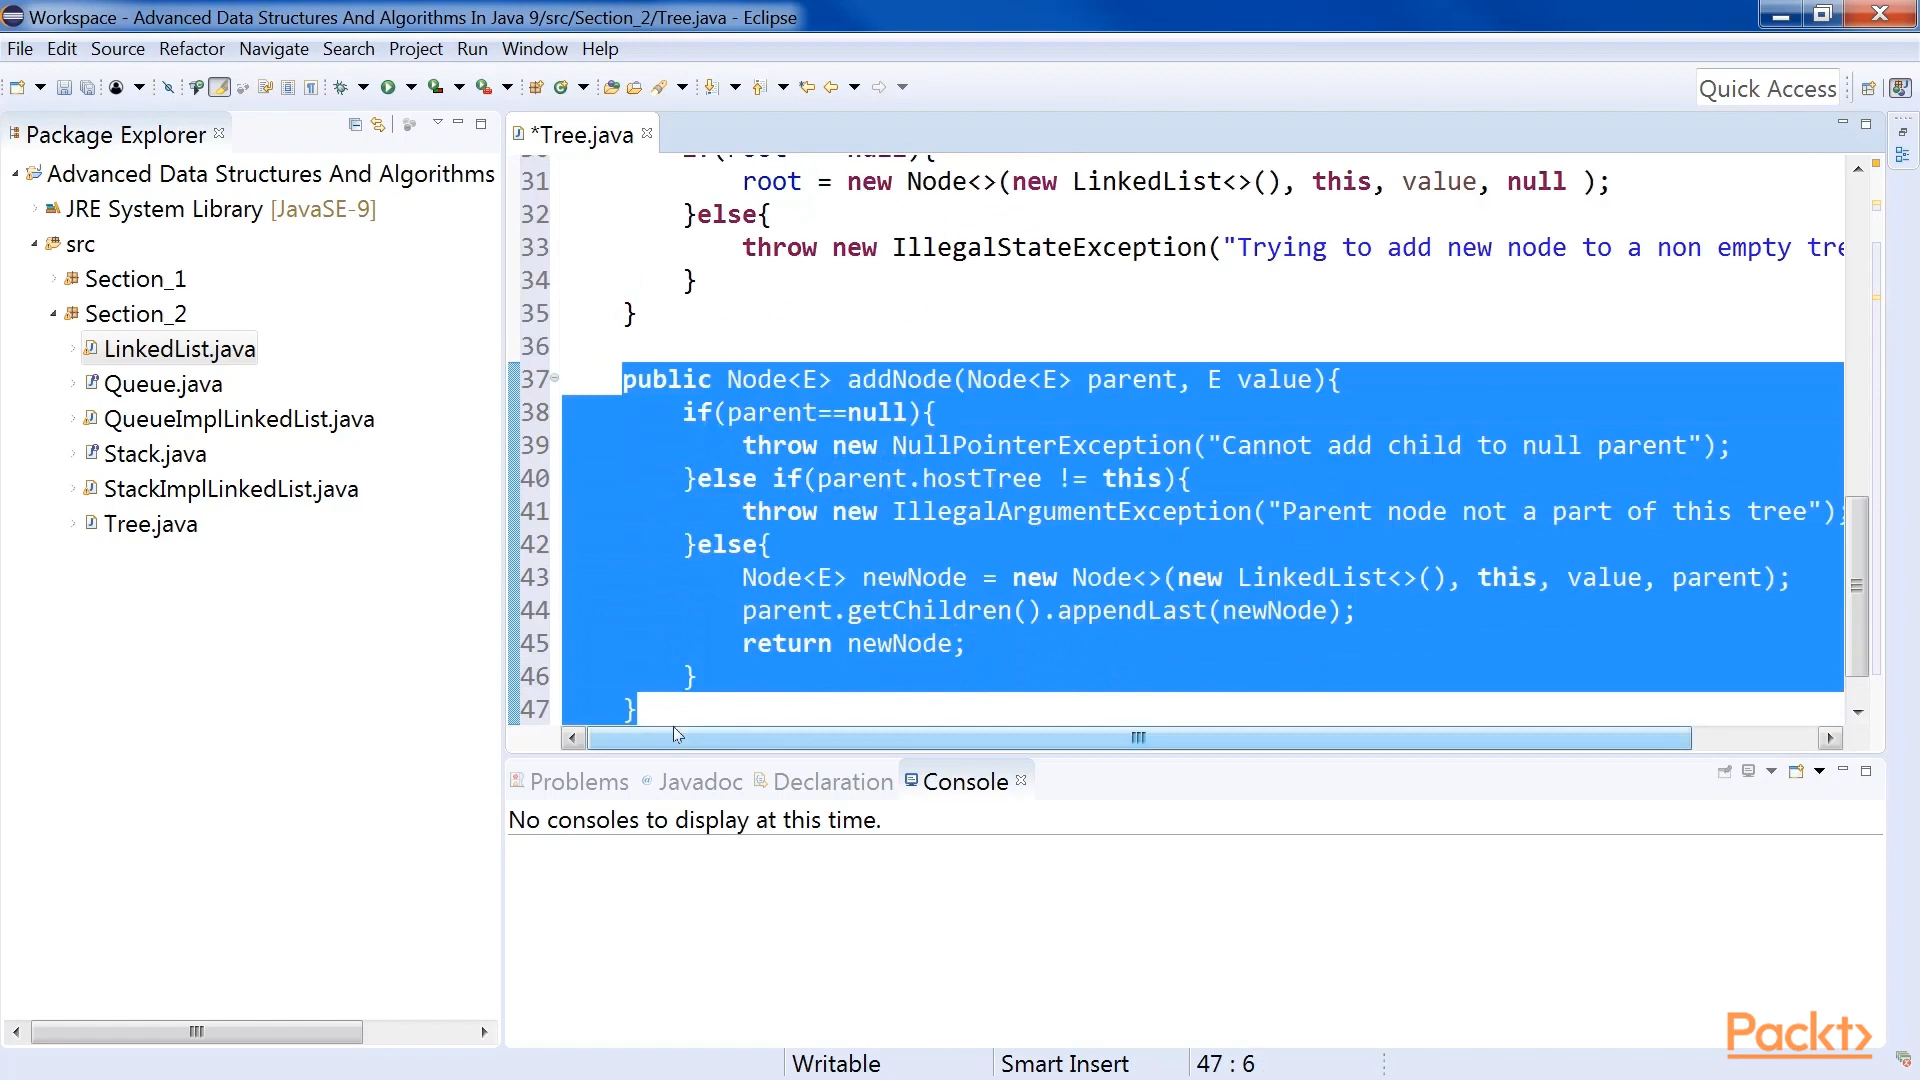 Workspace - Advanced Data Structures And Algorithms In Java 9/src/Section_2/Tree.java - Eclipse
File Edit Source Refactor Navigate Search Project Run Window Help
Quick Access
Package Explorer
*Tree.java
Advanced Data Structures And Algorithms
JRE System Library [JavaSE-9]
src
Section_1
Section_2
LinkedList.java
Queue.java
QueueImplLinkedList.java
Stack.java
StackImplLinkedList.java
Tree.java
31 root = new Node<>(new LinkedList<>(), this, value, null );
32 }else{
33 throw new IllegalStateException("Trying to add new node to a non empty tre
34 }
35 }
36
37 public Node<E> addNode(Node<E> parent, E value){
38 if(parent==null){
39 throw new NullPointerException("Cannot add child to null parent");
40 }else if(parent.hostTree != this){
41 throw new IllegalArgumentException("Parent node not a part of this tree");
42 }else{
43 Node<E> newNode = new Node<>(new LinkedList<>(), this, value, parent);
44 parent.getChildren().appendLast(newNode);
45 return newNode;
46 }
47 }
Problems Javadoc Declaration Console
No consoles to display at this time.
Packt>
Writable Smart Insert 47 : 6